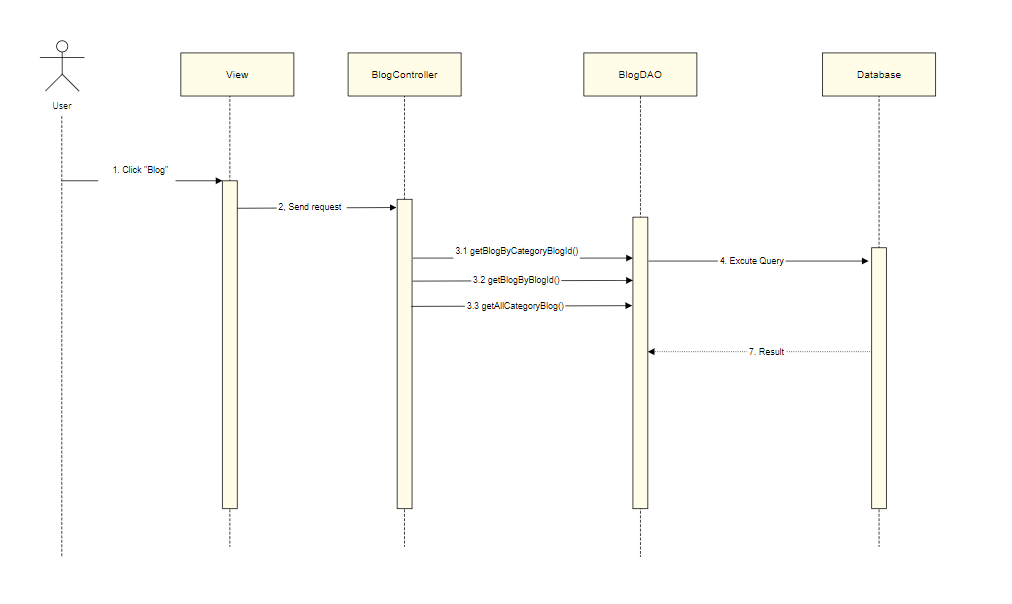 View
BlogController
BlogDAO
Database
User
1. Click "Blog"
2, Send request
3.1 getBlogByCategoryBlogId()
4. Excute Query
3.2 getBlogByBlogId()
3.3 getAllCategoryBlog()
7. Result